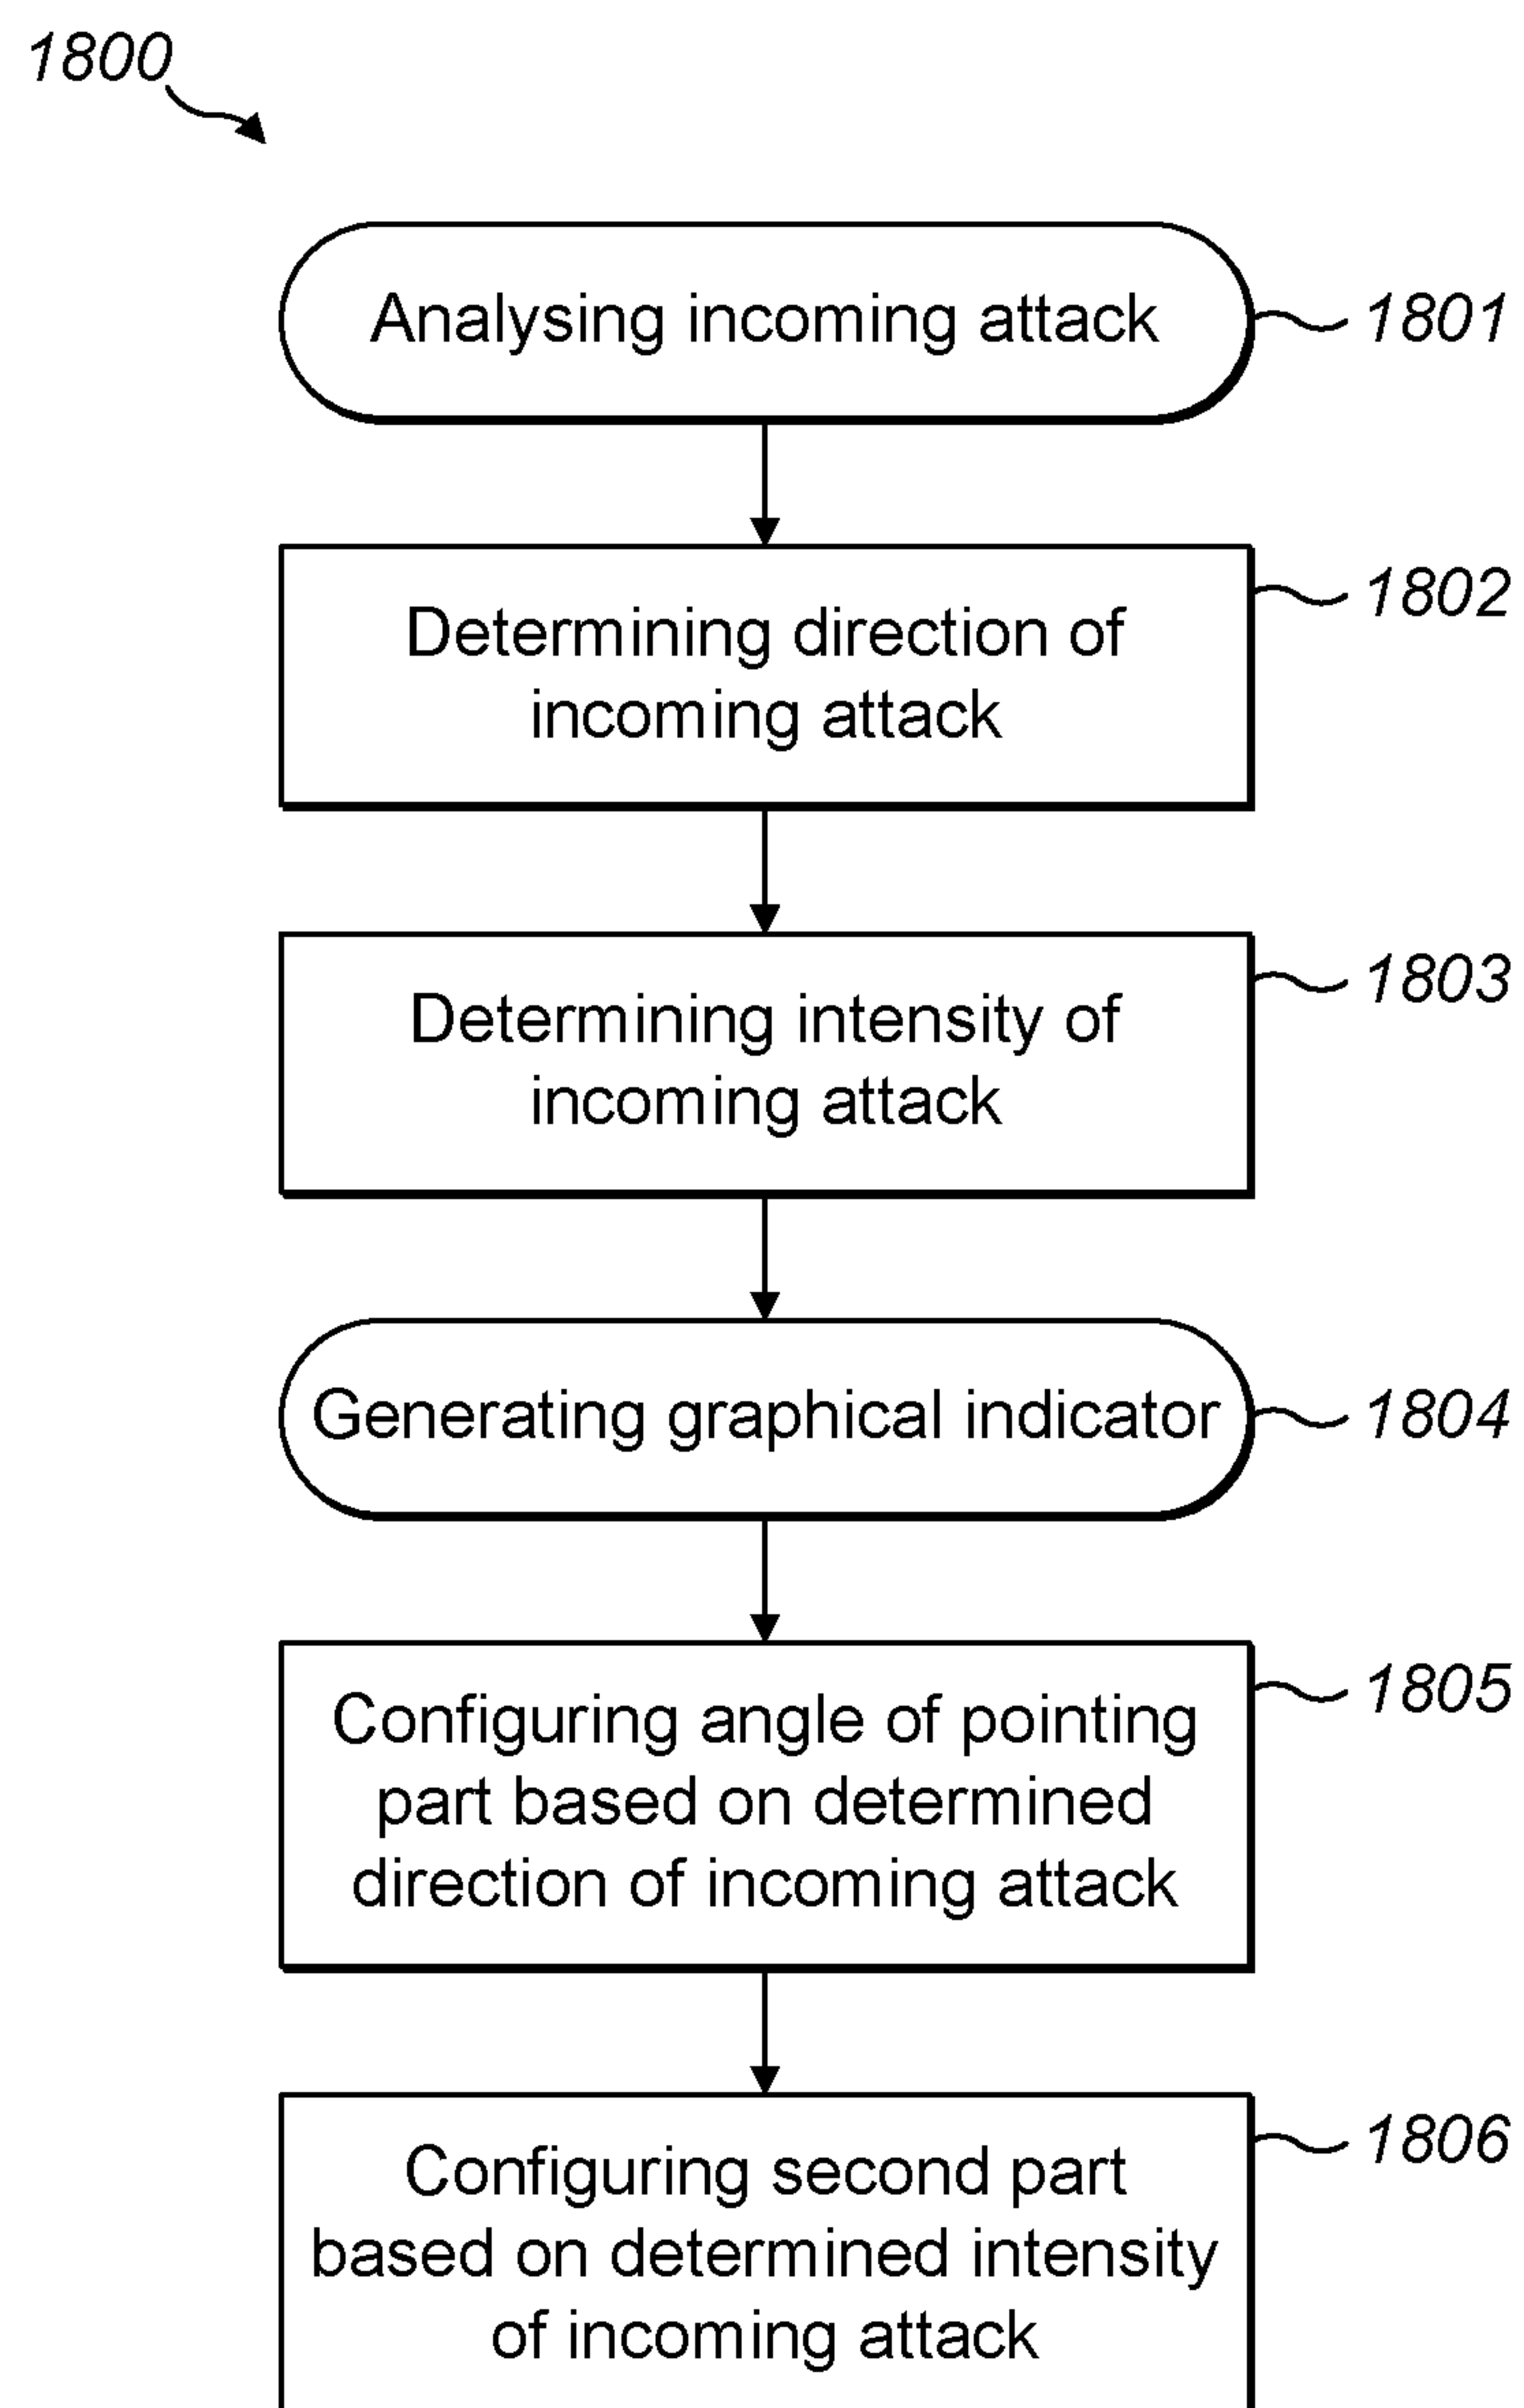 1800
Analysing incoming attack
1801
Determining direction of
incoming attack
1802
Determining intensity of
incoming attack
1803
Generating graphical indicator
1804
Configuring angle of pointing
part based on determined
direction of incoming attack
1805
Configuring second part
based on determined intensity
of incoming attack
1806